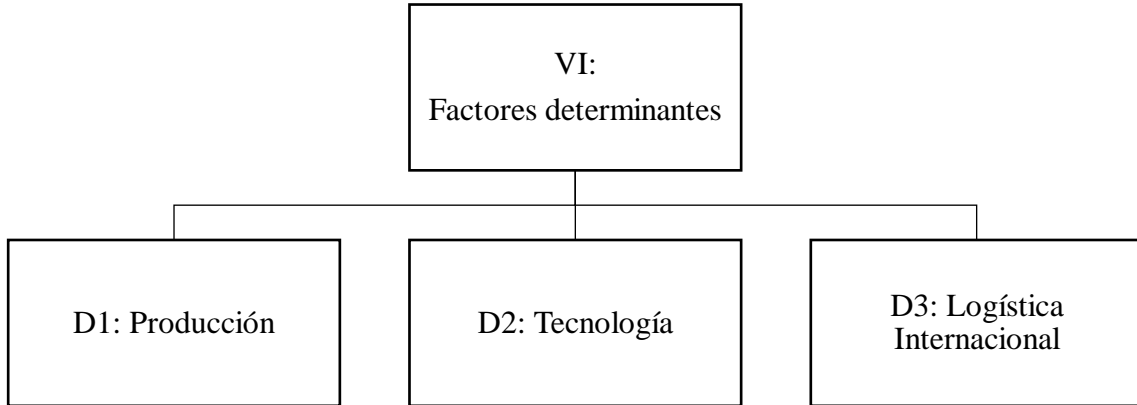 VI:
Factores determinantes
D1: Producción
D2: Tecnología
D3: Logística
Internacional